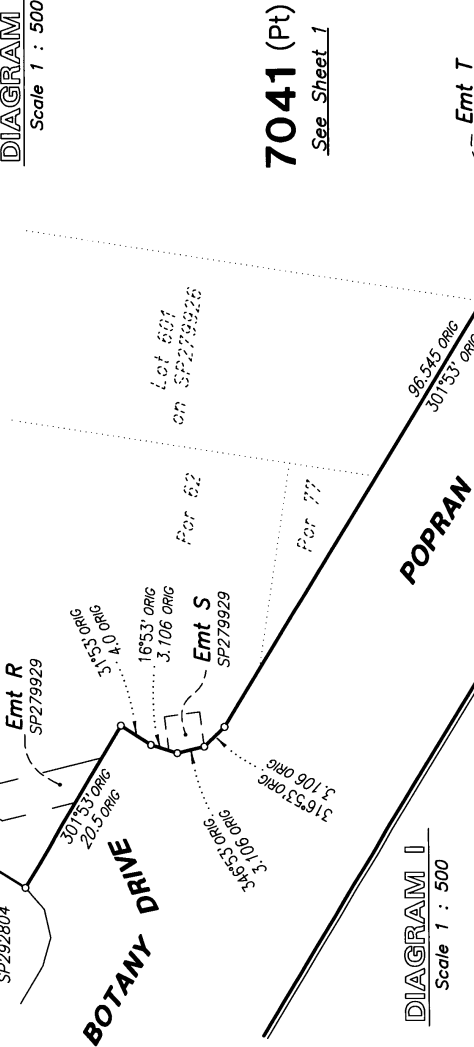 DIAGRAM
Scale 1 : 500
7041 (Pt)
See Sheet 1
Emt T
Lot 601
on SP279926
Por 62
Por 77
96.545 ORIG
301°53' ORIG
POPRAN
31°53' ORIG
4.0 ORIG
16°53' ORIG
3.106 ORIG
Emt S
SP279929
Emt R
SP279929
301°53' ORIG
20.5 ORIG
346°53' ORIG
3.106 ORIG
316°53' ORIG
3.106 ORIG
BOTANY DRIVE
SP292804
DIAGRAM I
Scale 1 : 500